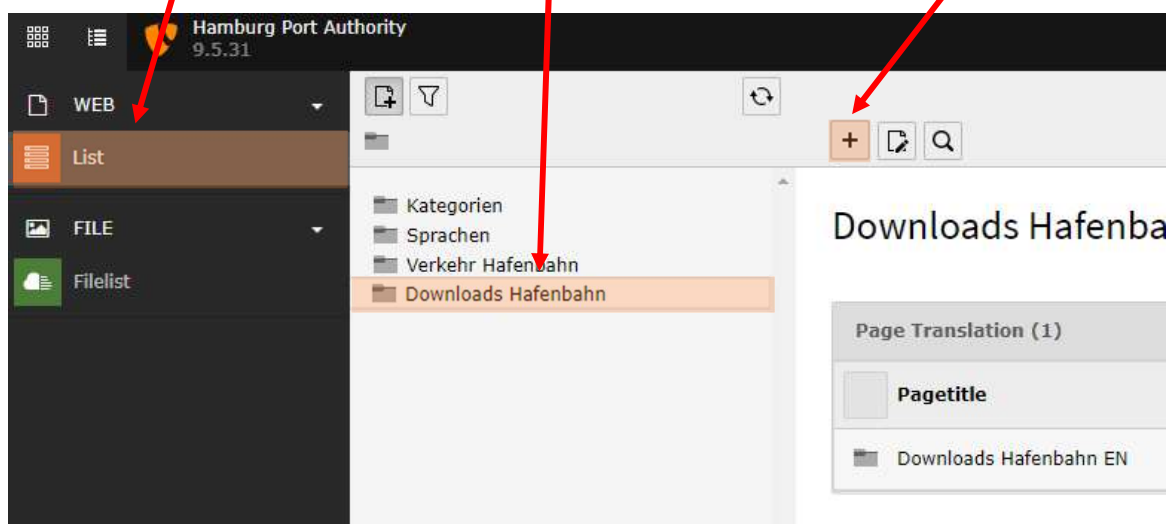 Hamburg Port Authority
9.5.31
WEB
List
FILE
Filelist
Kategorien
Sprachen
Verkehr Hafenbahn
Downloads Hafenbahn
Downloads Hafenba
Page Translation (1)
Pagetitle
Downloads Hafenbahn EN